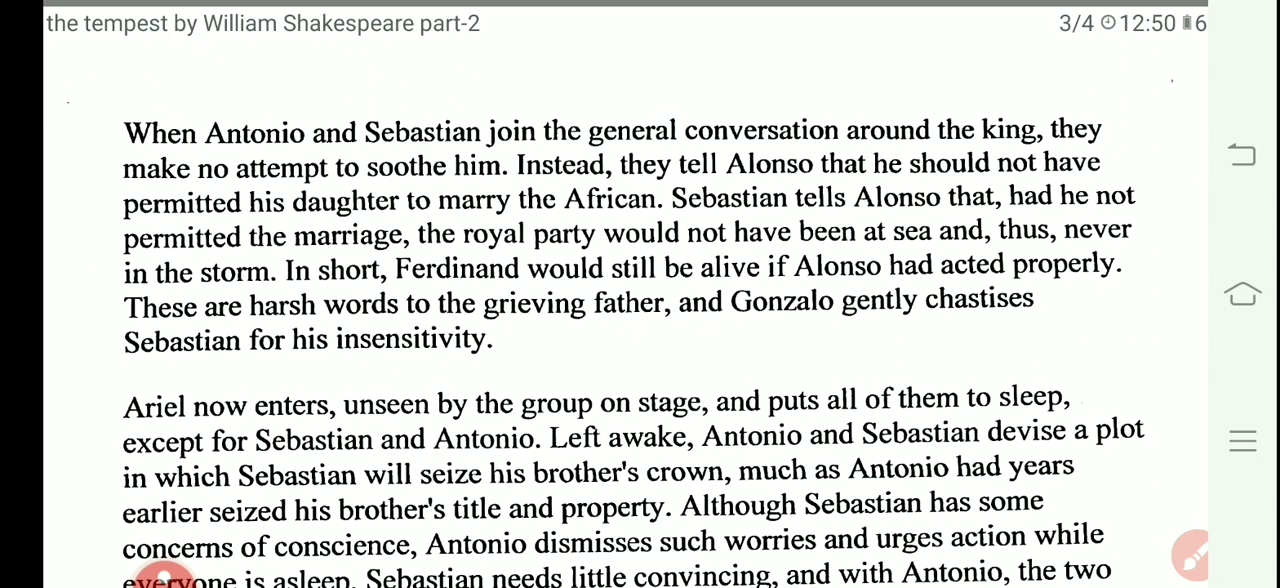 the tempest by William Shakespeare part-2
3/4 12:50 6
When Antonio and Sebastian join the general conversation around the king, they
make no attempt to soothe him. Instead, they tell Alonso that he should not have
permitted his daughter to marry the African. Sebastian tells Alonso that, had he not
permitted the marriage, the royal party would not have been at sea and, thus, never
in the storm. In short, Ferdinand would still be alive if Alonso had acted properly.
These are harsh words to the grieving father, and Gonzalo gently chastises
Sebastian for his insensitivity.
Ariel now enters, unseen by the group on stage, and puts all of them to sleep,
except for Sebastian and Antonio. Left awake, Antonio and Sebastian devise a plot
in which Sebastian will seize his brother's crown, much as Antonio had years
earlier seized his brother's title and property. Although Sebastian has some
concerns of conscience, Antonio dismisses such worries and urges action while
everyone is asleep. Sebastian needs little convincing, and with Antonio, the two